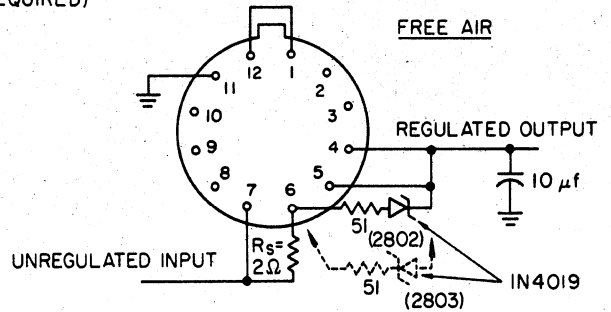 EQUIRED)
FREE AIR
12
1
11
2
3
10
REGULATED OUTPUT
4
9
5
8
7
6
10 μf
51
(2802)
Rs=
2Ω
UNREGULATED INPUT
51
(2803)
IN4019